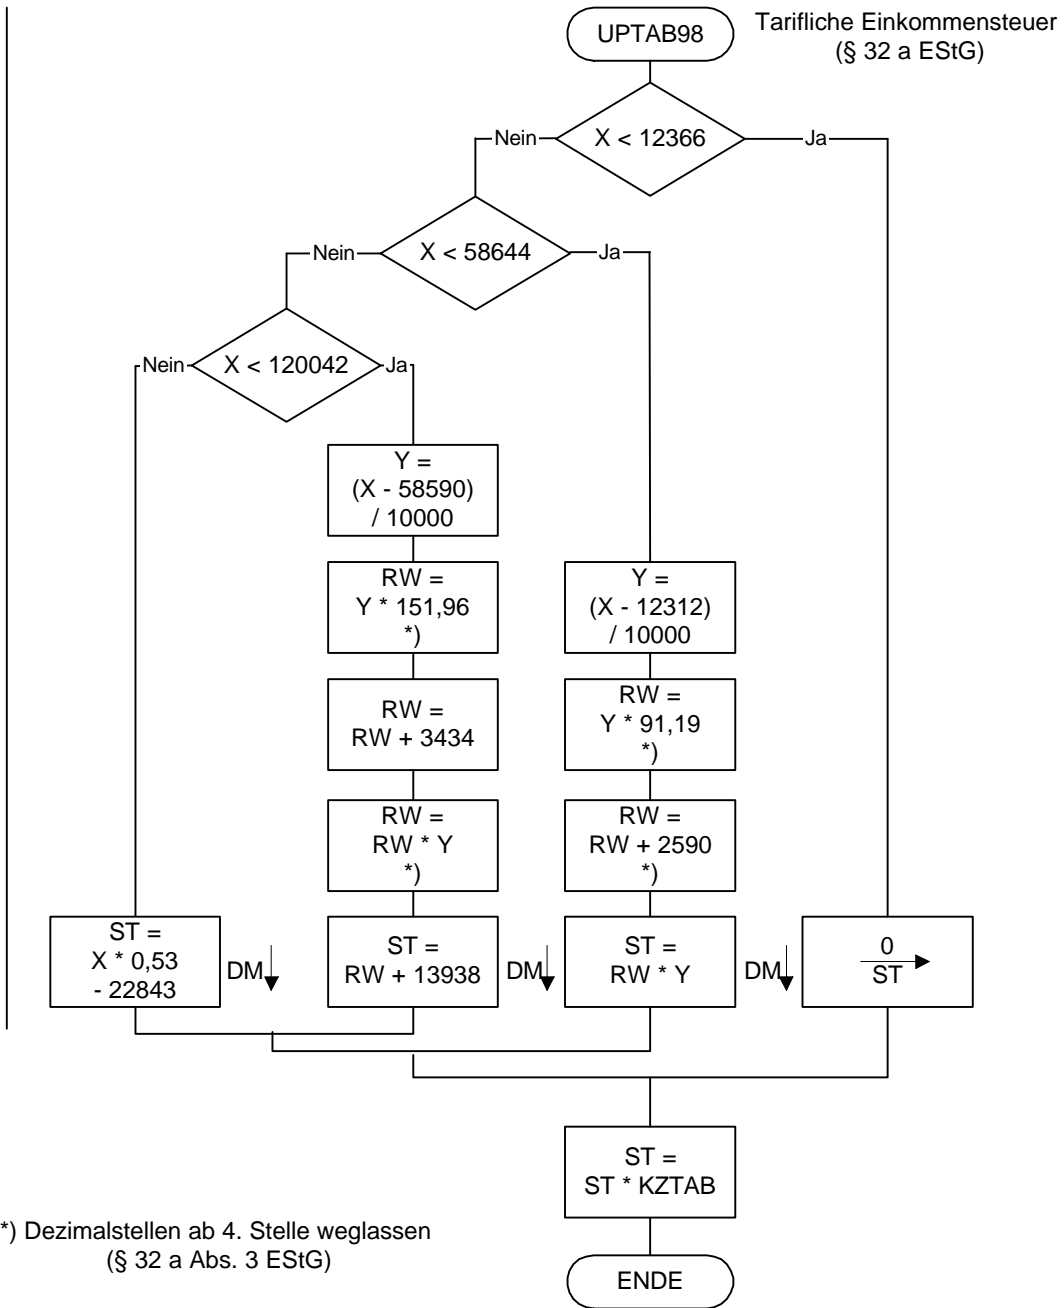 UPTAB98
Tarifliche Einkommensteuer
(§ 32 a EStG)
Nein
X < 12366
Ja
Nein
X < 58644
Ja
Nein
X < 120042
Ja
Y =
(X - 58590)
/ 10000
RW =
Y * 151,96
*)
RW =
RW + 3434
RW =
RW * Y
*)
Y =
(X - 12312)
/ 10000
RW =
Y * 91,19
*)
RW =
RW + 2590
*)
ST =
X * 0,53
- 22843
DM
ST =
RW + 13938
DM
ST =
RW * Y
DM
0
ST
ST =
ST * KZTAB
*) Dezimalstellen ab 4. Stelle weglassen
(§ 32 a Abs. 3 EStG)
ENDE